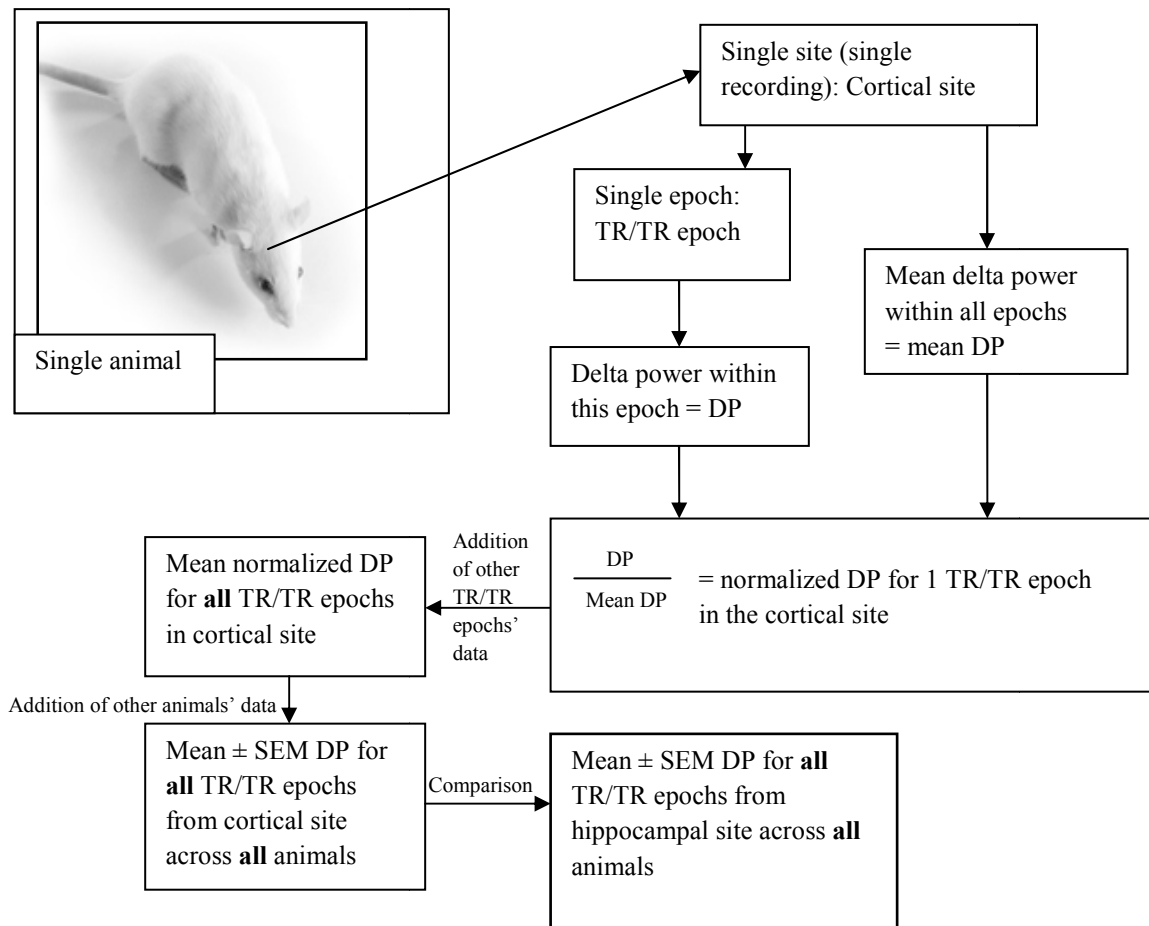 Single animal
Single site (single
recording): Cortical site
Single epoch:
TR/TR epoch
Mean delta power
within all epochs
= mean DP
Delta power within
this epoch = DP
DP
Mean DP
= normalized DP for 1 TR/TR epoch
in the cortical site
Addition
of other
TR/TR
epochs’
data
Mean normalized DP
for all TR/TR epochs
in cortical site
Addition of other animals’ data
Mean ± SEM DP for
all TR/TR epochs
from cortical site
across all animals
Comparison
Mean ± SEM DP for all
TR/TR epochs from
hippocampal site across all
animals